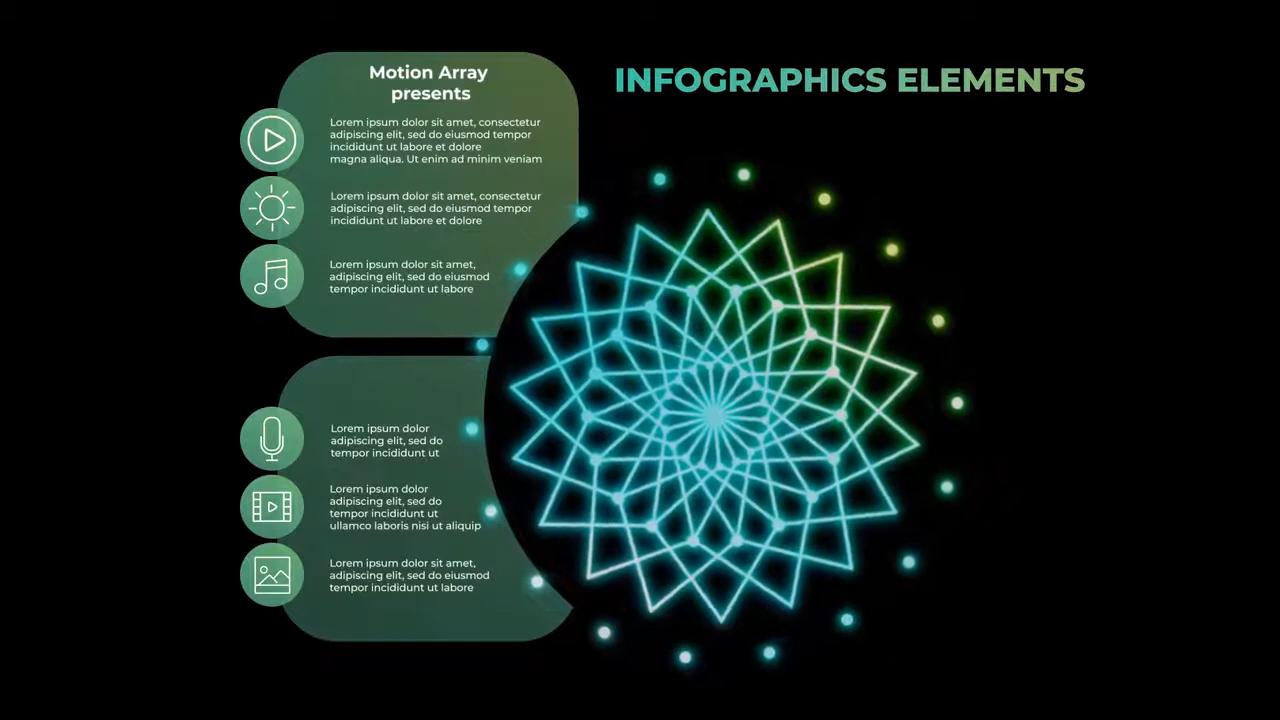 Motion Array
presents
INFOGRAPHICS ELEMENTS
Lorem ipsum dolor sit amet, consectetur
adipiscing elit, sed do eiusmod tempor
incididunt ut labore et dolore
magna aliqua. Ut enim ad minim veniam
Lorem ipsum dolor sit amet, consectetur
adipiscing elit, sed do eiusmod tempor
incididunt ut labore et dolore
Lorem ipsum dolor sit amet,
adipiscing elit, sed do eiusmod
tempor incididunt ut labore
Lorem ipsum dolor
adipiscing elit, sed do
tempor incididunt ut
Lorem ipsum dolor
adipiscing elit, sed do
tempor incididunt ut
ullamco laboris nisi ut aliquip
Lorem ipsum dolor sit amet,
adipiscing elit, sed do eiusmod
tempor incididunt ut labore